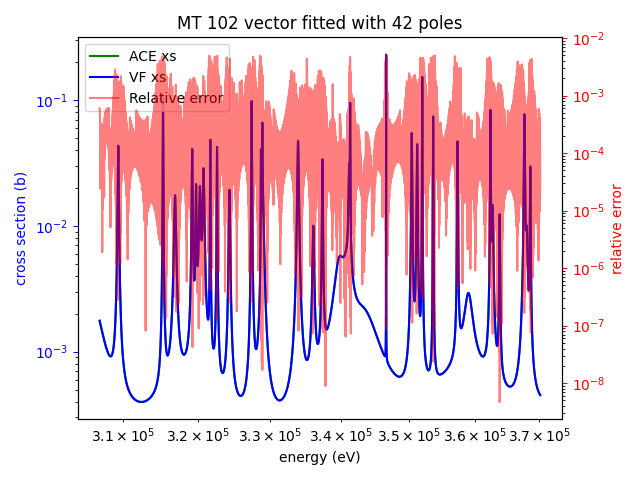 MT 102 vector fitted with 42 poles
ACE xs
VF xs
Relative error
10⁻¹
10⁻²
10⁻³
cross section (b)
10⁻²
10⁻³
10⁻⁴
10⁻⁵
10⁻⁶
10⁻⁷
10⁻⁸
relative error
3.1 × 10⁵ 3.2 × 10⁵ 3.3 × 10⁵ 3.4 × 10⁵ 3.5 × 10⁵ 3.6 × 10⁵ 3.7 × 10⁵
energy (eV)